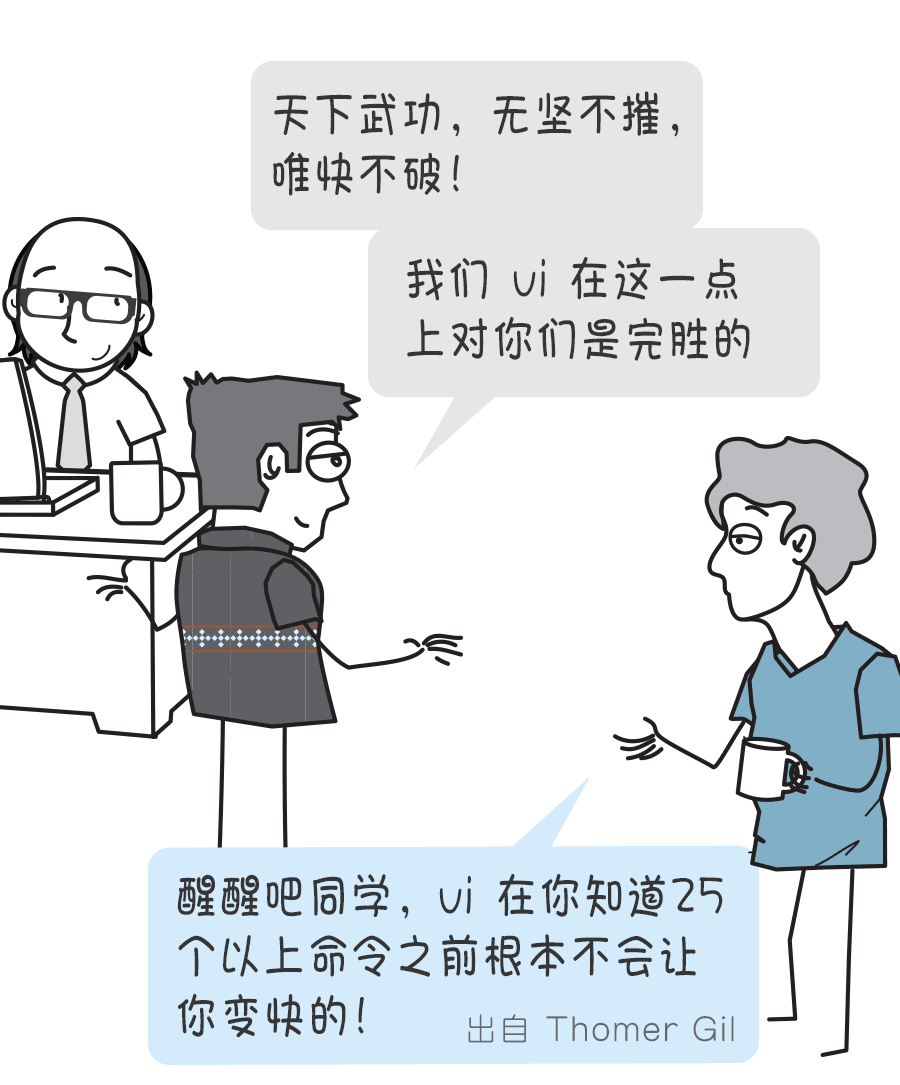 天下武功，无坚不摧，
唯快不破！
我们 vi 在这一点
上对你们是完胜的
醒醒吧同学，vi 在你知道25
个以上命令之前根本不会让
你变快的！
出自 Thomer Gil